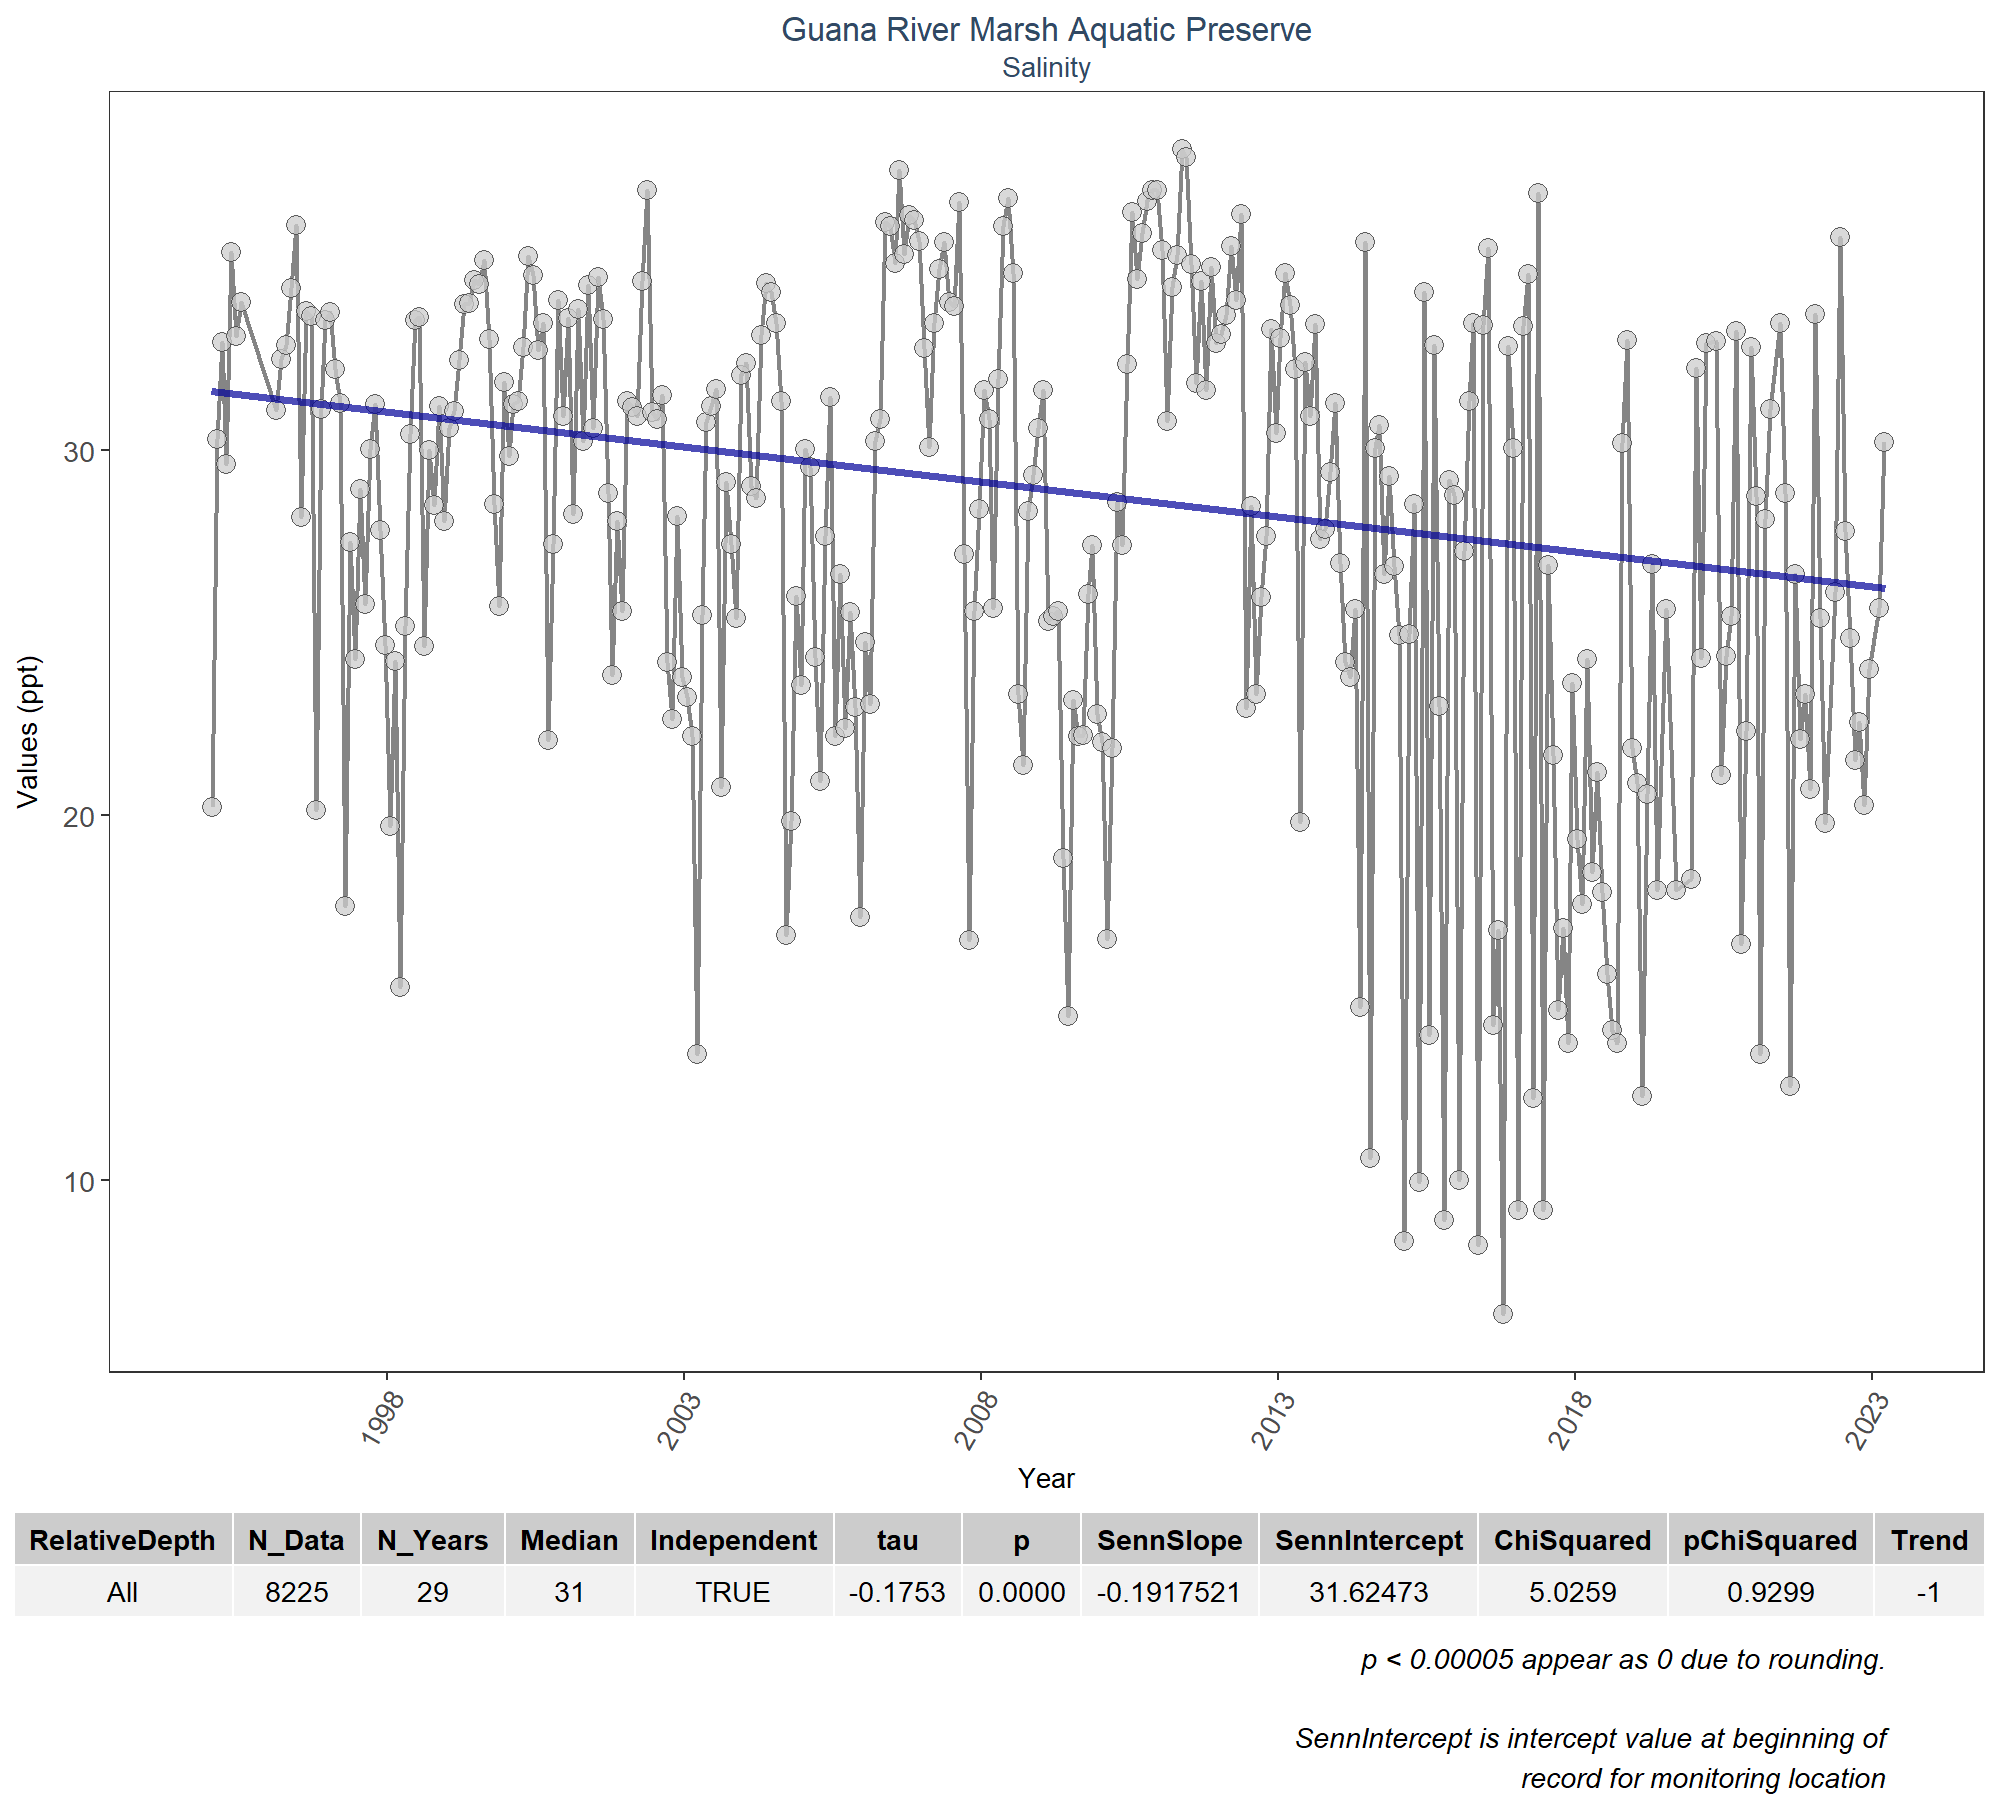 Guana River Marsh Aquatic Preserve
Salinity
Values (ppt)
30
20
10
1998 2003 2008 2013 2018 2023
Year
RelativeDepth N_Data N_Years Median Independent tau p SennSlope SennIntercept ChiSquared pChiSquared Trend
All 8225 29 31 TRUE -0.1753 0.0000 -0.1917521 31.62473 5.0259 0.9299 -1
p < 0.00005 appear as 0 due to rounding.
SennIntercept is intercept value at beginning of
record for monitoring location